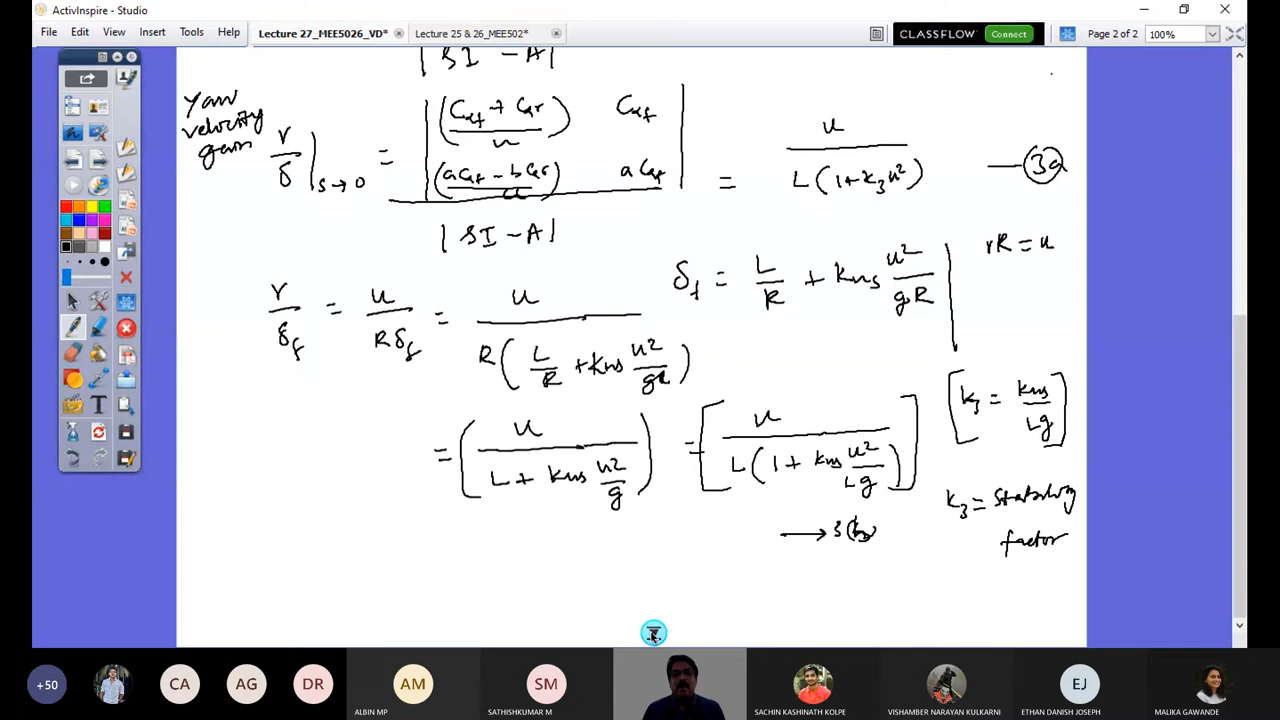 ActivInspire - Studio
File Edit View Insert Tools Help
Lecture 27_MEE5026_VD*
Lecture 25 & 26_MEE502*
CLASSFLOW
Connect
Page 2 of 2
100%
| SI - A |
Yaw
velocity
gain
r/δ |s→0 = | (Cαf + Cαr)/u Cαf
(aCαf - bCαr)/u aCαf | = u / L(1+k3u²) — 3a
| SI - A |
r/δf = u/Rδf = u / R(L/R + Kus u²/gR)
δf = L/R + Kus u²/gR
rR = u
= (u / L + Kus u²/g) = [u / L(1 + Kus u²/Lg)]
[k3 = Kus/Lg]
k3 = Stability
factor
→ 3(b)
+50
CA
AG
DR
AM
ALBIN MP
SM
SATHISHKUMAR M
SACHIN KASHINATH KOLPE
VISHAMBER NARAYAN KULKARNI
EJ
ETHAN DANISH JOSEPH
MALIKA GAWANDE